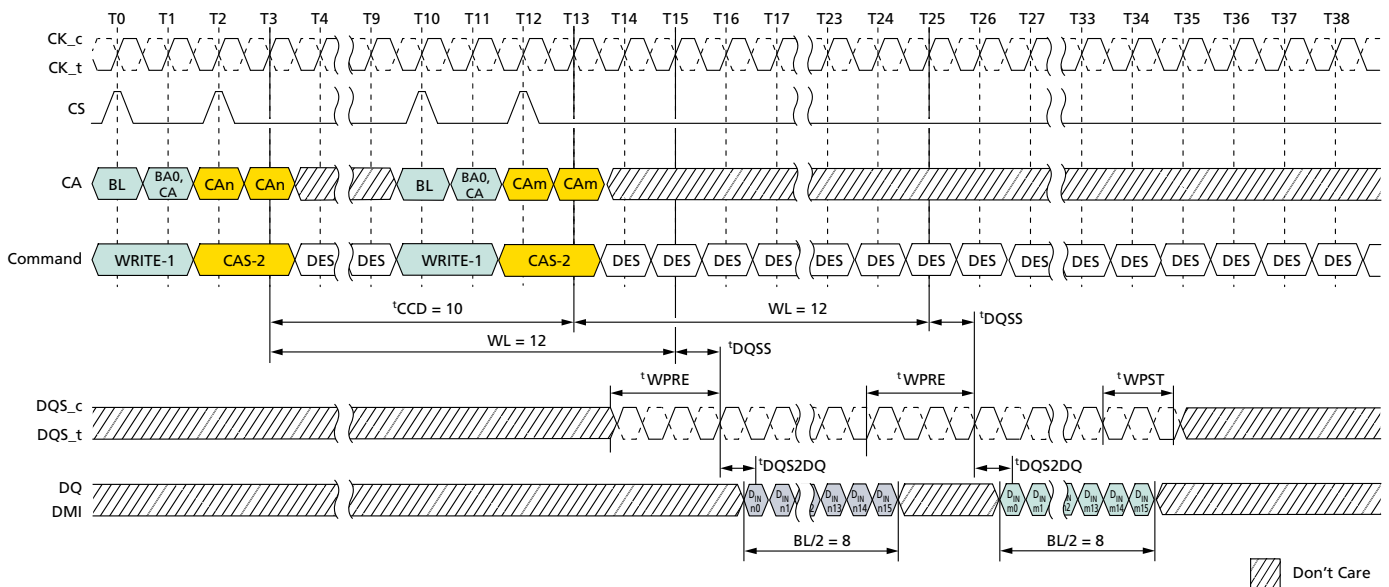 T0 T1 T2 T3 T4 T9 T10 T11 T12 T13 T14 T15 T16 T17 T23 T24 T25 T26 T27 T33 T34 T35 T36 T37 T38
CK_c
CK_t
CS
CA BL BA0, CA CAn CAn BL BA0, CA CAm CAm
Command WRITE-1 CAS-2 DES DES WRITE-1 CAS-2 DES DES DES DES DES DES DES DES DES DES DES DES DES DES DES
tCCD = 10 WL = 12
tDQSS
WL = 12 tDQSS
tWPRE tWPRE tWPST
DQS_c
DQS_t
tDQS2DQ tDQS2DQ
DQ
DMI
DIN n0 DIN n1 DIN n13 DIN n14 DIN n15 DIN m0 DIN m1 DIN m13 DIN m14 DIN m15
BL/2 = 8 BL/2 = 8
Don't Care